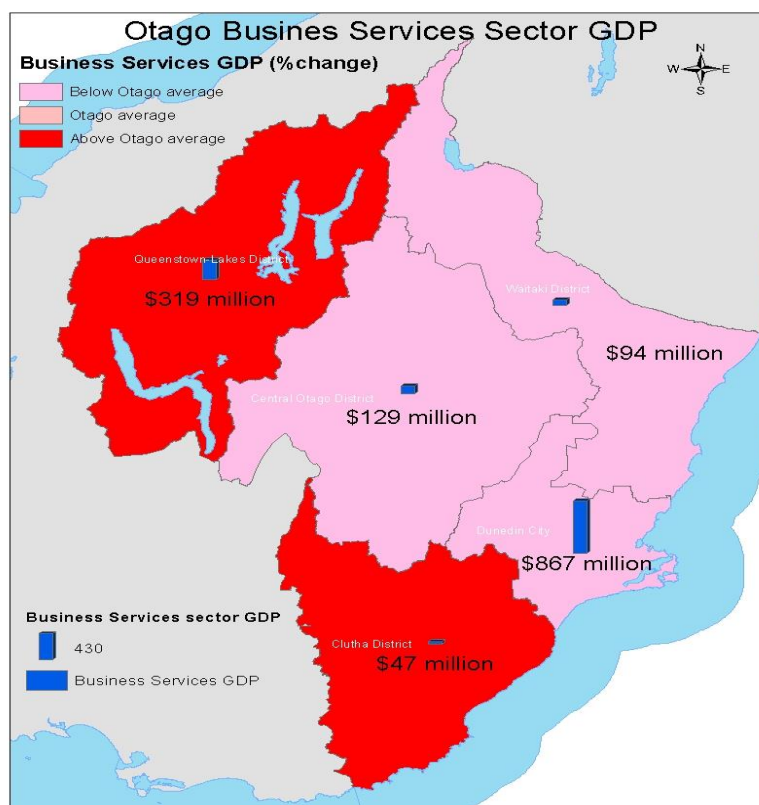 Otago Busines Services Sector GDP
Business Services GDP (%change)
Below Otago average
Otago average
Above Otago average
N
W E
S
Queenstown-Lakes District
$319 million
Waitaki District
$94 million
Central Otago District
$129 million
Dunedin City
$867 million
Business Services sector GDP
430
Business Services GDP
Clutha District
$47 million